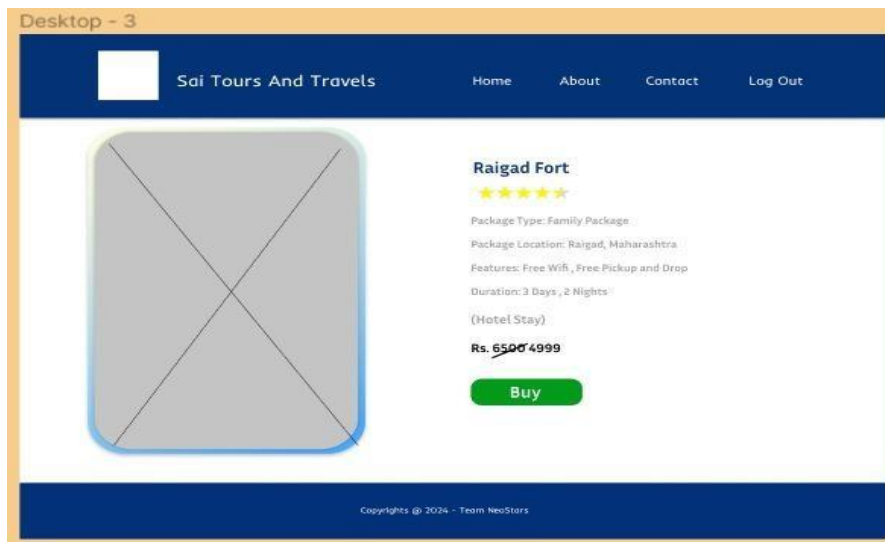 Desktop - 3
Sai Tours And Travels Home About Contact Log Out
Raigad Fort
Package Type: Family Package
Package Location: Raigad, Maharashtra
Features: Free Wifi , Free Pickup and Drop
Duration: 3 Days , 2 Nights
(Hotel Stay)
Rs. 6500 4999
Buy
Copyrights @ 2024 - Team NeoStars